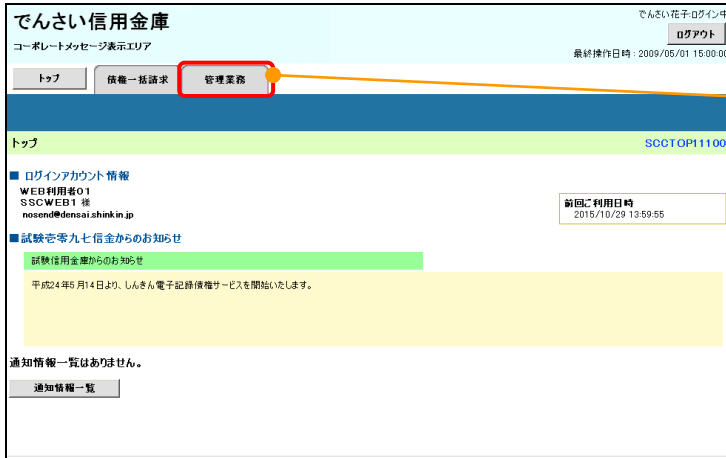 でんさい信用金庫
コーポレートメッセージ表示エリア
でんさい花子:ログイン中
ログアウト
最終操作日時:2009/05/01 15:00:00
トップ
債権一括請求
管理業務
トップ
SCCTOP11100
■ ログインアカウント情報
WEB利用者01
SSCWEB1 様
nosend@densai.shinkin.jp
前回ご利用日時
2015/10/29 13:59:55
■試験壱零九七信金からのお知らせ
試験信用金庫からのお知らせ
平成24年5月14日より、しんきん電子記録債権サービスを開始いたします。
通知情報一覧はありません。
通知情報一覧